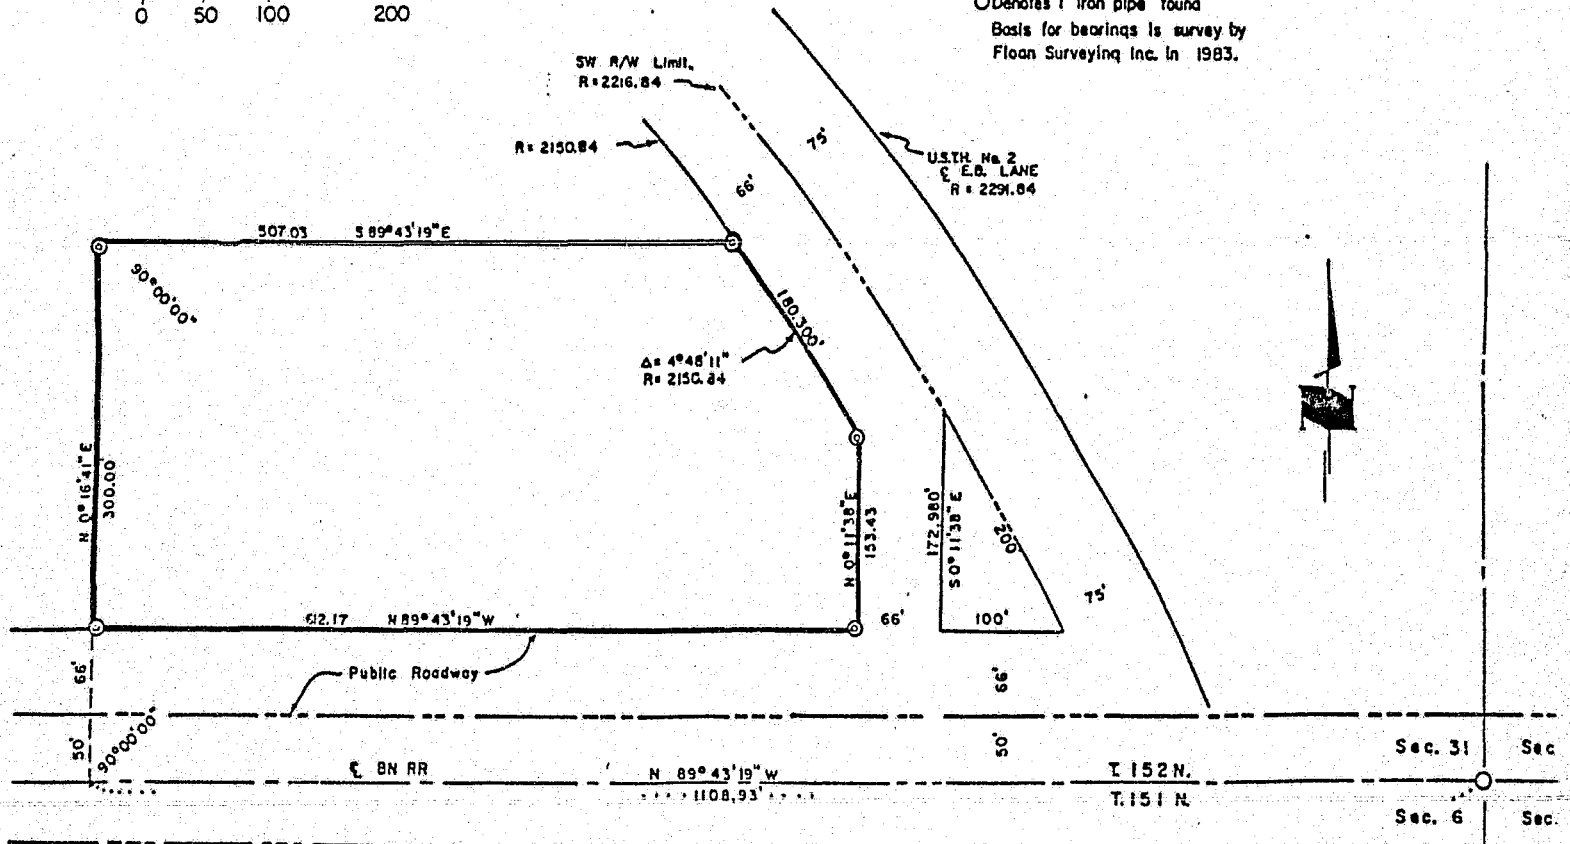 0 50 100 200
O Denotes 1" iron pipe found
Basis for bearings is survey by
Floan Surveying Inc. in 1983.
SW R/W Limit.
R=2216.84
R= 2150.84
75'
66'
U.S.T.H. No. 2
℄ E.B. LANE
R = 2291.84
507.03 S 89°43'19" E
90°00'00"
180.300'
Δ= 4°48'11"
R= 2150.84
N 0°16'41" E
300.00
N 0°11'38" E
153.43
172.980'
S 0°11'38" E
200'
75'
612.17 N 89°43'19" W
66'
100'
66'
Public Roadway
66'
50'
90°00'00"
50'
℄ BN RR
N 89°43'19" W
1108.93'
T. 152 N.
T. 151 N.
Sec. 31
Sec
Sec. 6
Sec.